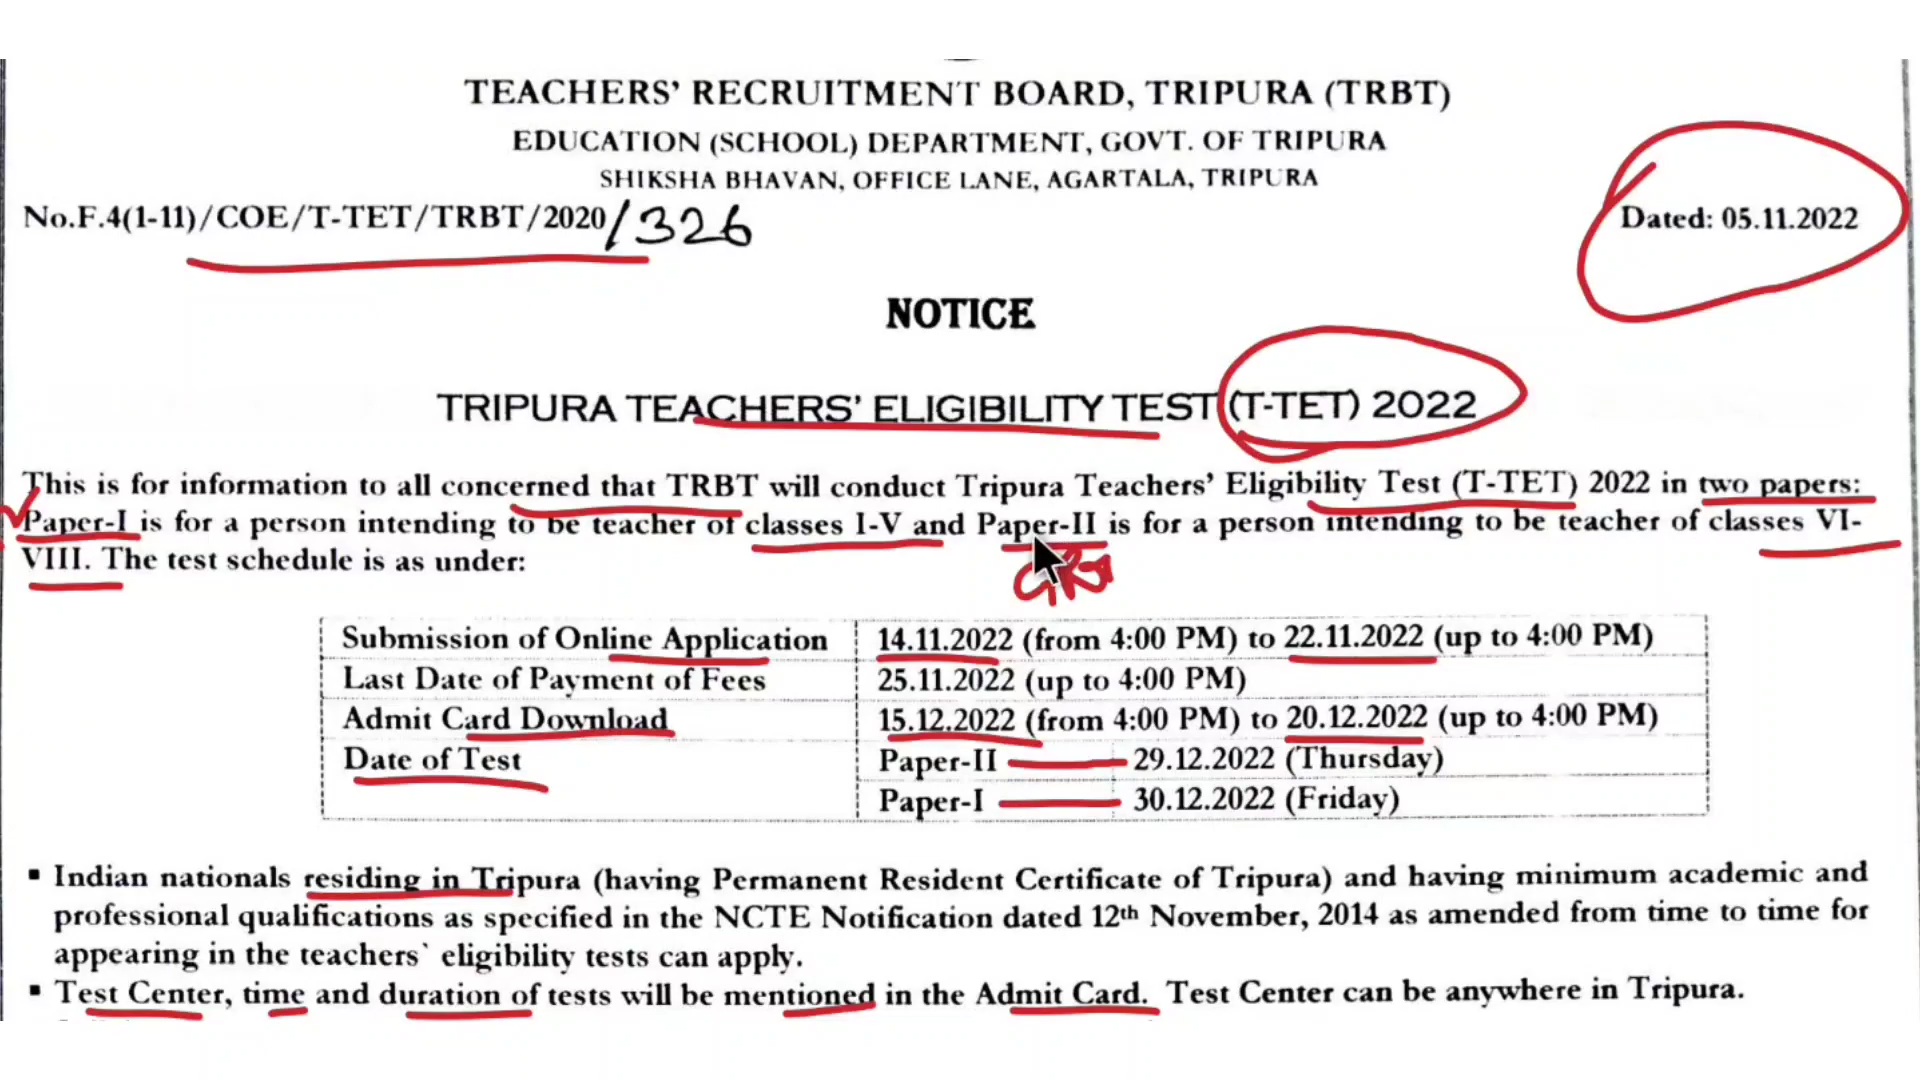 TEACHERS' RECRUITMENT BOARD, TRIPURA (TRBT)
EDUCATION (SCHOOL) DEPARTMENT, GOVT. OF TRIPURA
SHIKSHA BHAVAN, OFFICE LANE, AGARTALA, TRIPURA
No.F.4(1-11)/COE/T-TET/TRBT/2020/326
Dated: 05.11.2022
NOTICE
TRIPURA TEACHERS' ELIGIBILITY TEST (T-TET) 2022
This is for information to all concerned that TRBT will conduct Tripura Teachers' Eligibility Test (T-TET) 2022 in two papers:
Paper-I is for a person intending to be teacher of classes I-V and Paper-II is for a person intending to be teacher of classes VI-
VIII. The test schedule is as under:
Submission of Online Application 14.11.2022 (from 4:00 PM) to 22.11.2022 (up to 4:00 PM)
Last Date of Payment of Fees 25.11.2022 (up to 4:00 PM)
Admit Card Download 15.12.2022 (from 4:00 PM) to 20.12.2022 (up to 4:00 PM)
Date of Test Paper-II 29.12.2022 (Thursday)
Paper-I 30.12.2022 (Friday)
▪ Indian nationals residing in Tripura (having Permanent Resident Certificate of Tripura) and having minimum academic and
professional qualifications as specified in the NCTE Notification dated 12th November, 2014 as amended from time to time for
appearing in the teachers` eligibility tests can apply.
▪ Test Center, time and duration of tests will be mentioned in the Admit Card. Test Center can be anywhere in Tripura.